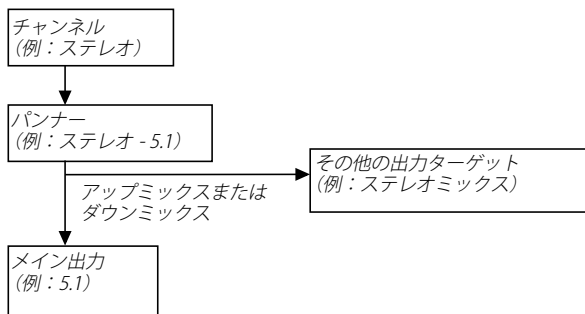 チャンネル
(例：ステレオ)
パンナー
(例：ステレオ - 5.1)
その他の出力ターゲット
(例：ステレオミックス)
アップミックスまたは
ダウンミックス
メイン出力
(例：5.1)